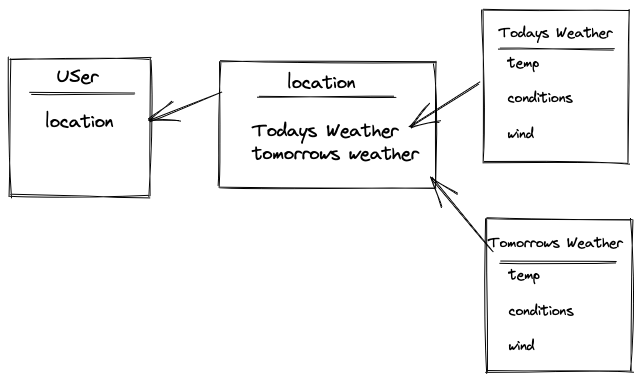 USer
location
location
Todays Weather
tomorrows weather
Todays Weather
temp
conditions
wind
Tomorrows Weather
temp
conditions
wind